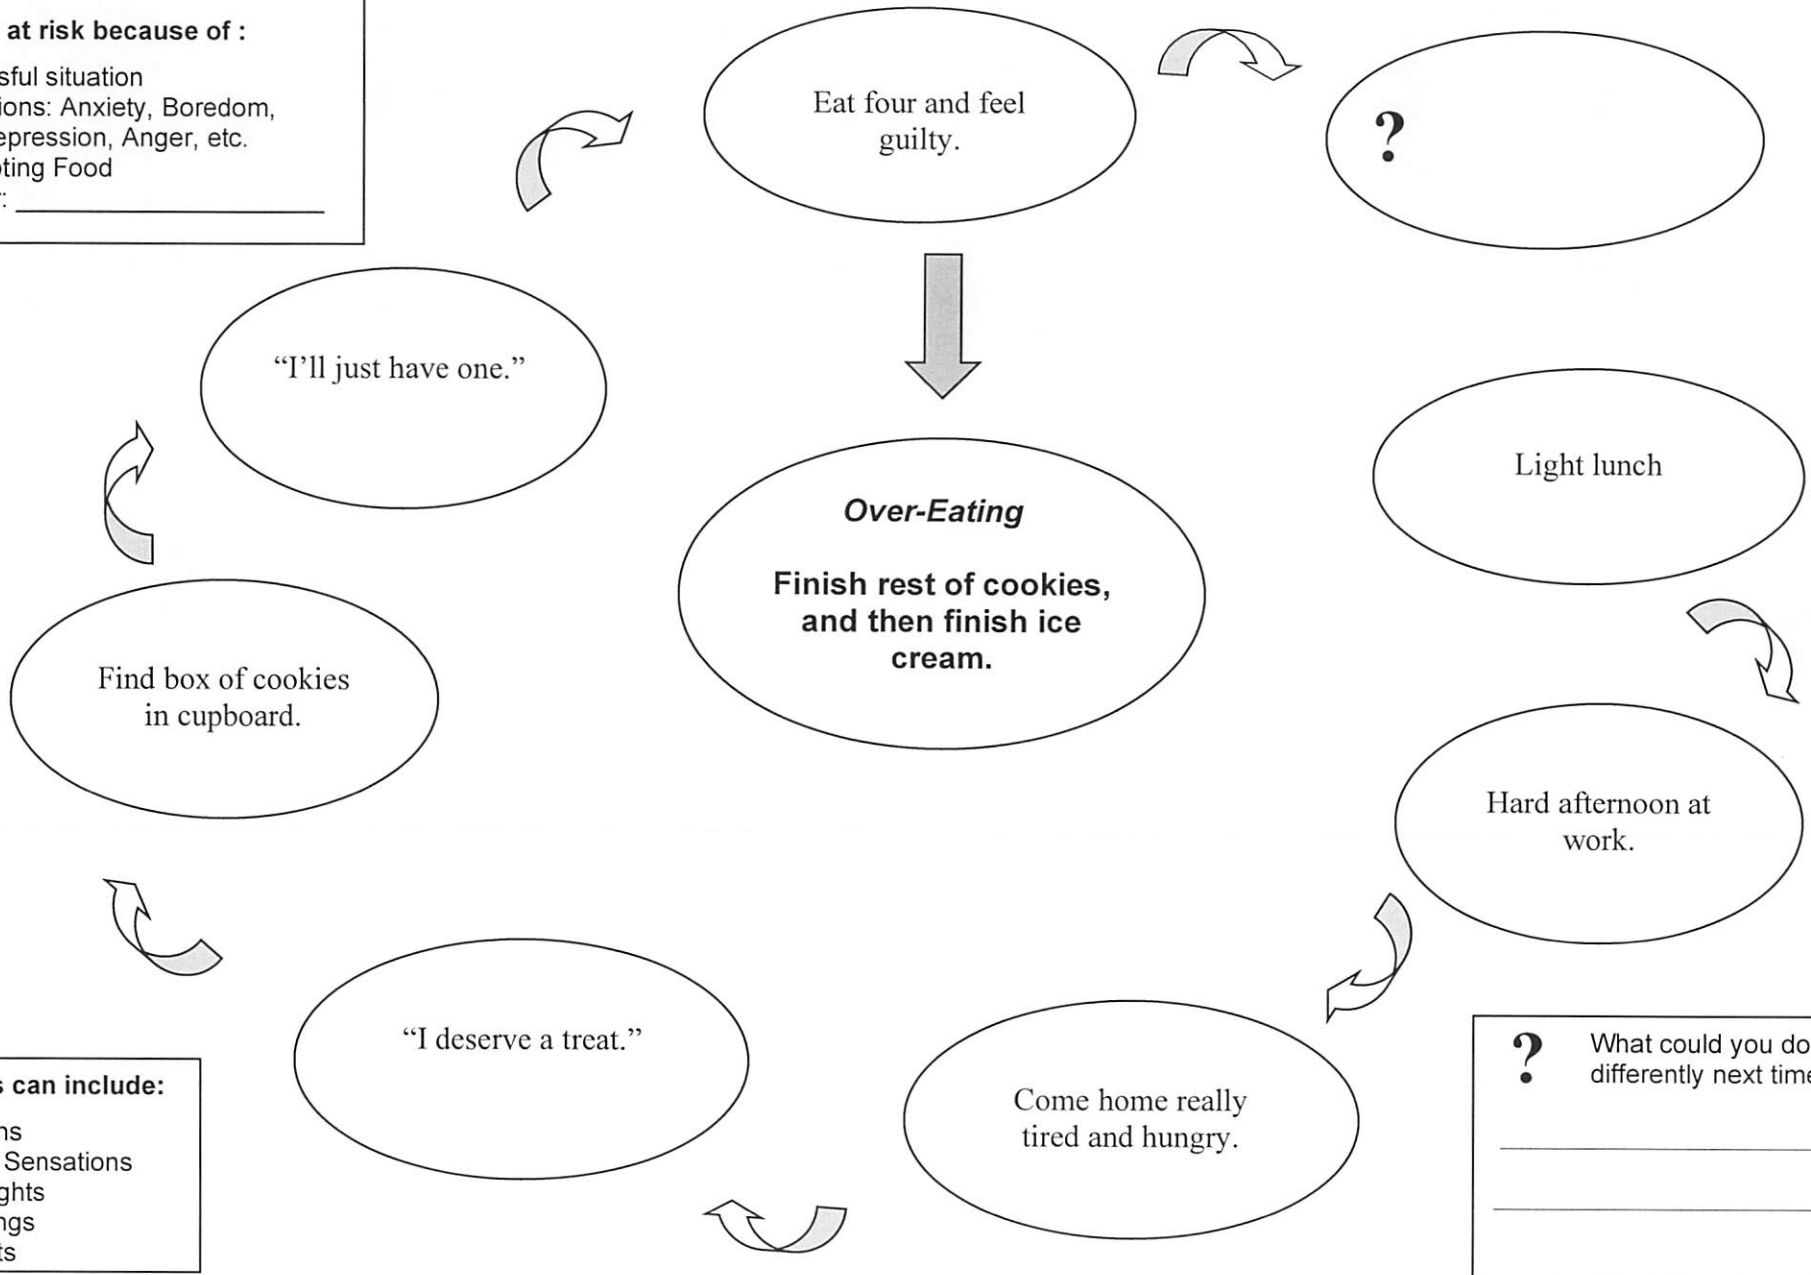 at risk because of :
sful situation
ions: Anxiety, Boredom,
epression, Anger, etc.
ting Food
r:
Eat four and feel
guilty.
?
"I'll just have one."
Light lunch
Over-Eating
Finish rest of cookies,
and then finish ice
cream.
Find box of cookies
in cupboard.
Hard afternoon at
work.
"I deserve a treat."
Come home really
tired and hungry.
s can include:
ns
Sensations
ghts
ngs
ts
? What could you do
differently next time